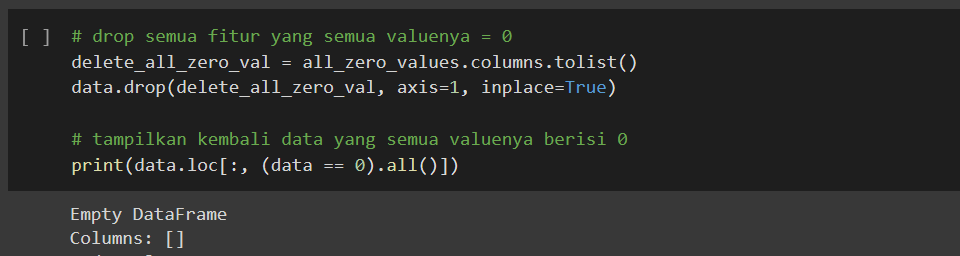 [ ] # drop semua fitur yang semua valuenya = 0
delete_all_zero_val = all_zero_values.columns.tolist()
data.drop(delete_all_zero_val, axis=1, inplace=True)
# tampilkan kembali data yang semua valuenya berisi 0
print(data.loc[:, (data == 0).all()])
Empty DataFrame
Columns: []